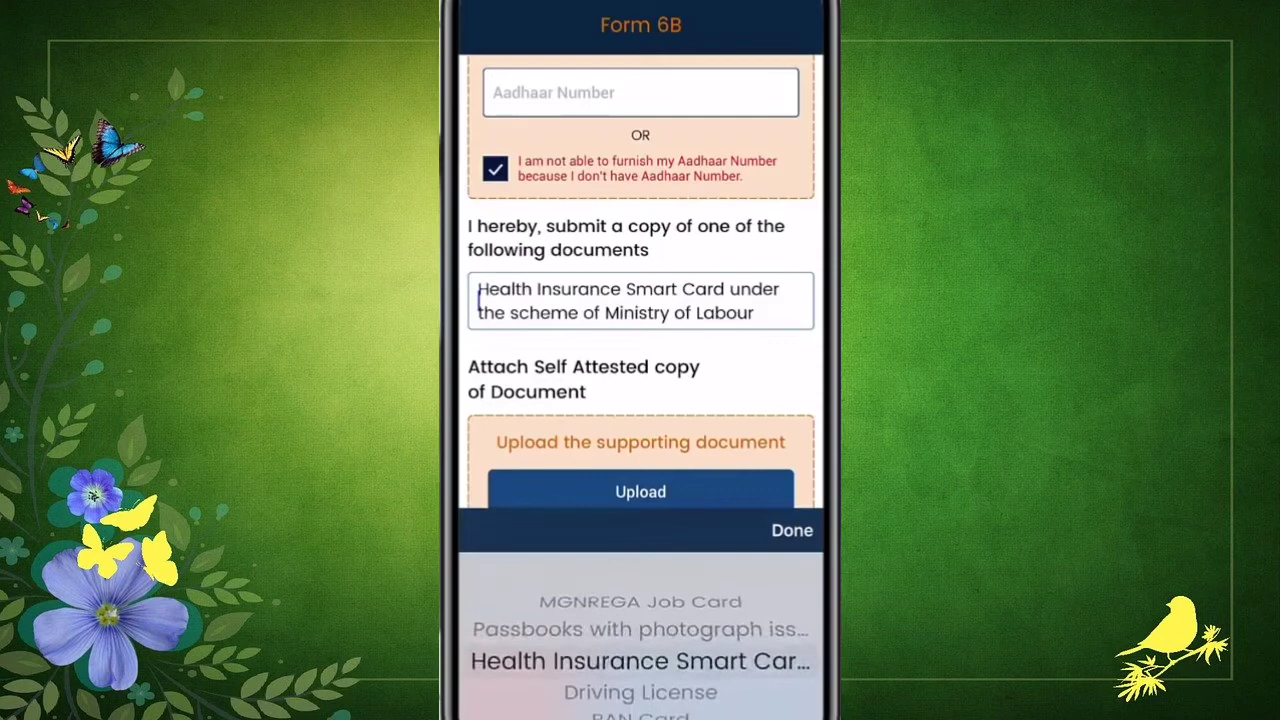 Form 6B
Aadhaar Number
OR
I am not able to furnish my Aadhaar Number
because I don't have Aadhaar Number.
I hereby, submit a copy of one of the
following documents
Health Insurance Smart Card under
the scheme of Ministry of Labour
Attach Self Attested copy
of Document
Upload the supporting document
Upload
Done
MGNREGA Job Card
Passbooks with photograph iss...
Health Insurance Smart Car...
Driving License
PAN Card